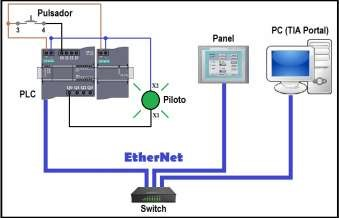 Pulsador
3 4
PLC
X2
X1
Piloto
Panel
PC (TIA Portal)
EtherNet
Switch